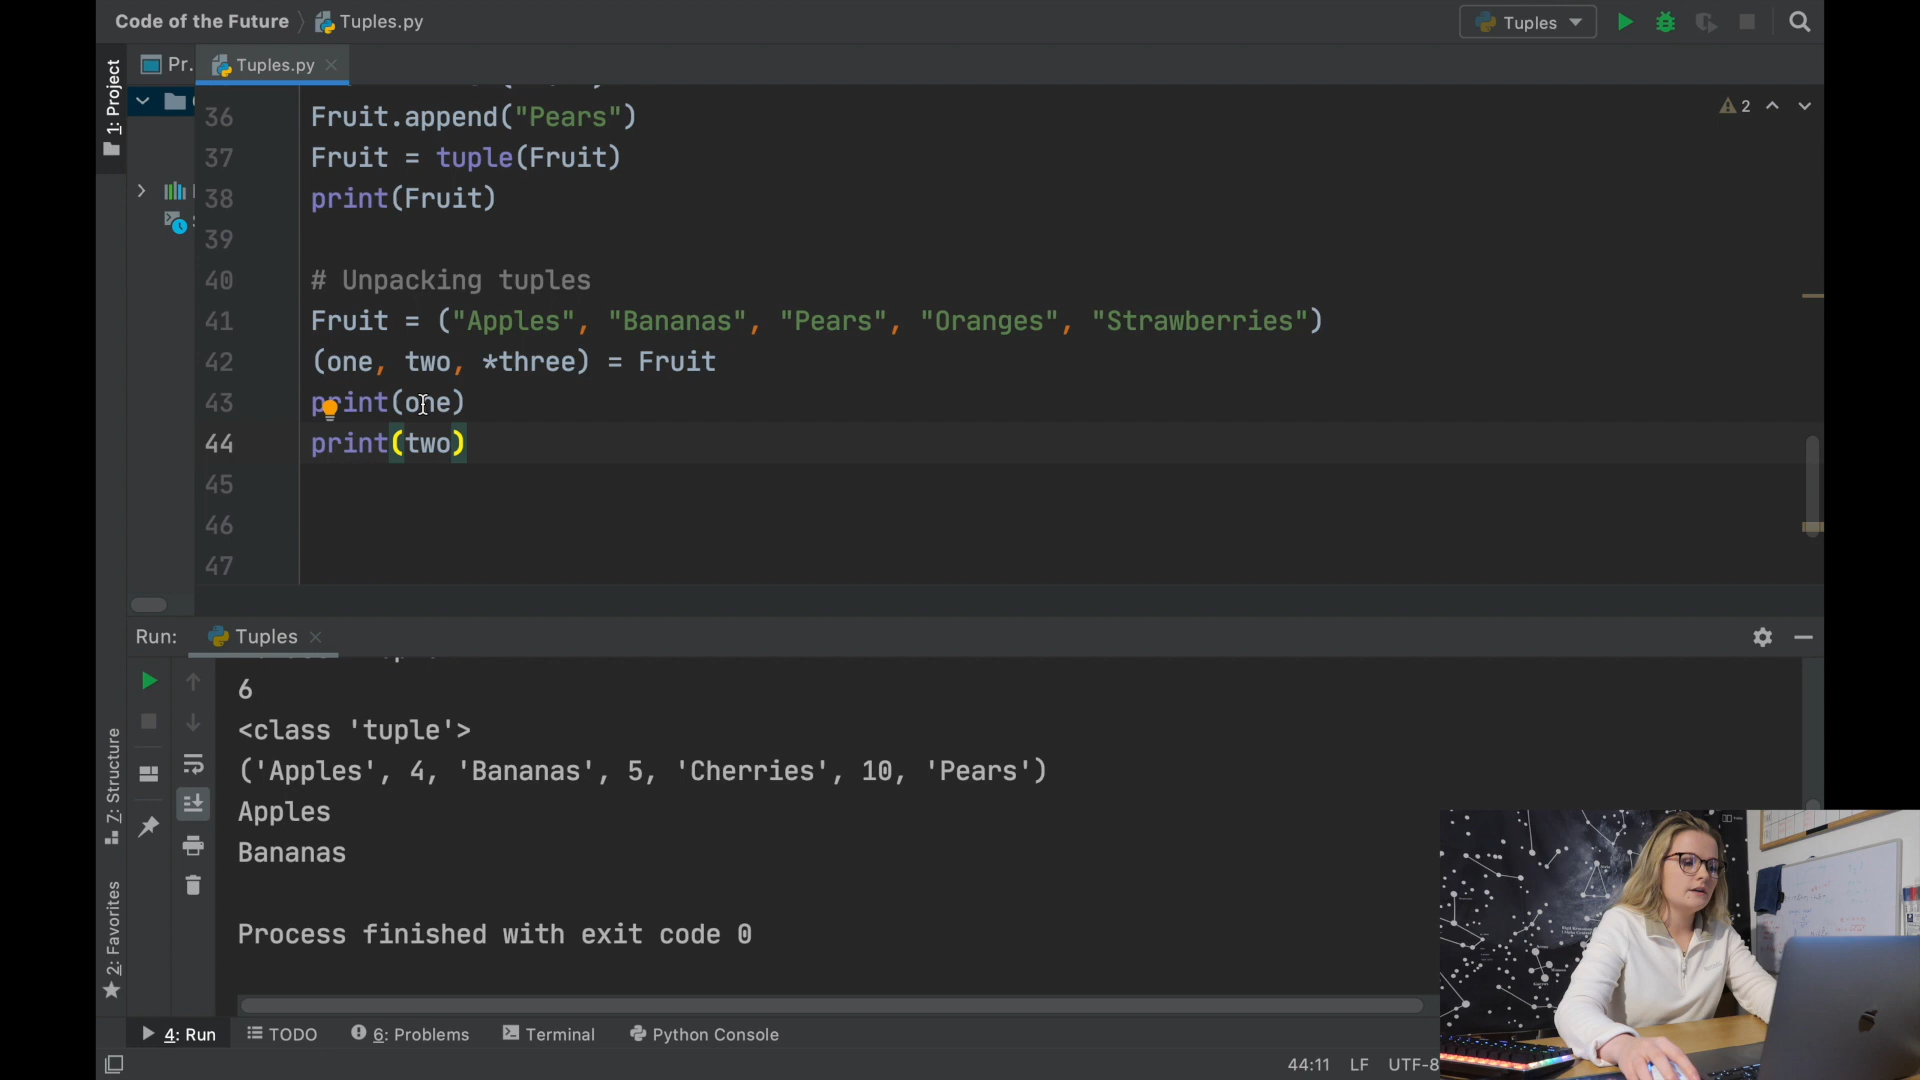 Code of the Future
Tuples.py
Tuples
1: Project
Pr.
Tuples.py
2
36 Fruit.append("Pears")
37 Fruit = tuple(Fruit)
38 print(Fruit)
39
40 # Unpacking tuples
41 Fruit = ("Apples", "Bananas", "Pears", "Oranges", "Strawberries")
42 (one, two, *three) = Fruit
43 print(one)
44 print(two)
45
46
47
Run:
Tuples
6
<class 'tuple'>
('Apples', 4, 'Bananas', 5, 'Cherries', 10, 'Pears')
Apples
Bananas
Process finished with exit code 0
Z: Structure
2: Favorites
4: Run
TODO
6: Problems
Terminal
Python Console
44:11
LF
UTF-8